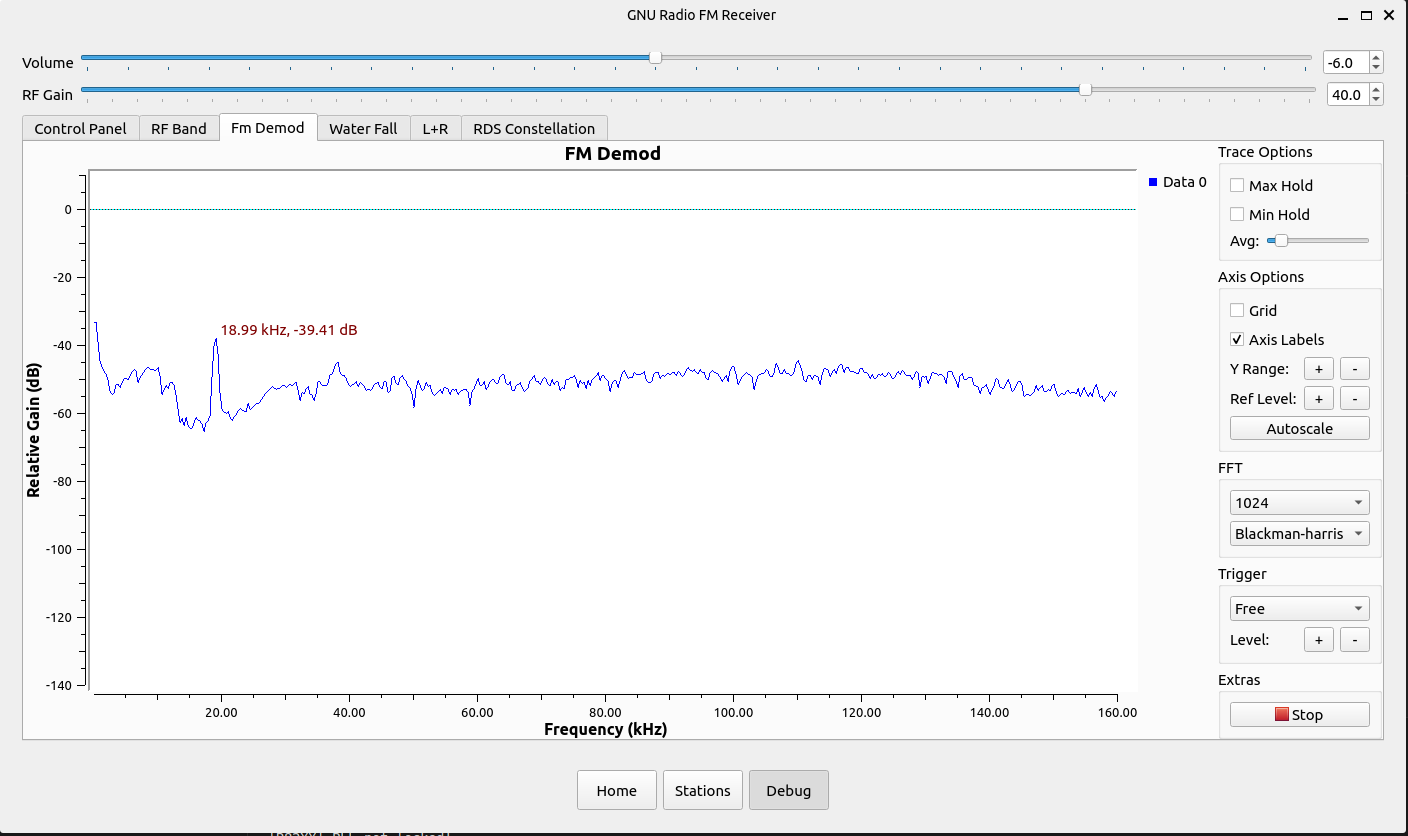 GNU Radio FM Receiver
Volume
-6.0
RF Gain
40.0
Control Panel
RF Band
Fm Demod
Water Fall
L+R
RDS Constellation
FM Demod
Data 0
Relative Gain (dB)
0
-20
-40
-60
-80
-100
-120
-140
18.99 kHz, -39.41 dB
20.00
40.00
60.00
80.00
100.00
120.00
140.00
160.00
Frequency (kHz)
Trace Options
Max Hold
Min Hold
Avg:
Axis Options
Grid
Axis Labels
Y Range:
+
-
Ref Level:
+
-
Autoscale
FFT
1024
Blackman-harris
Trigger
Free
Level:
+
-
Extras
Stop
Home
Stations
Debug